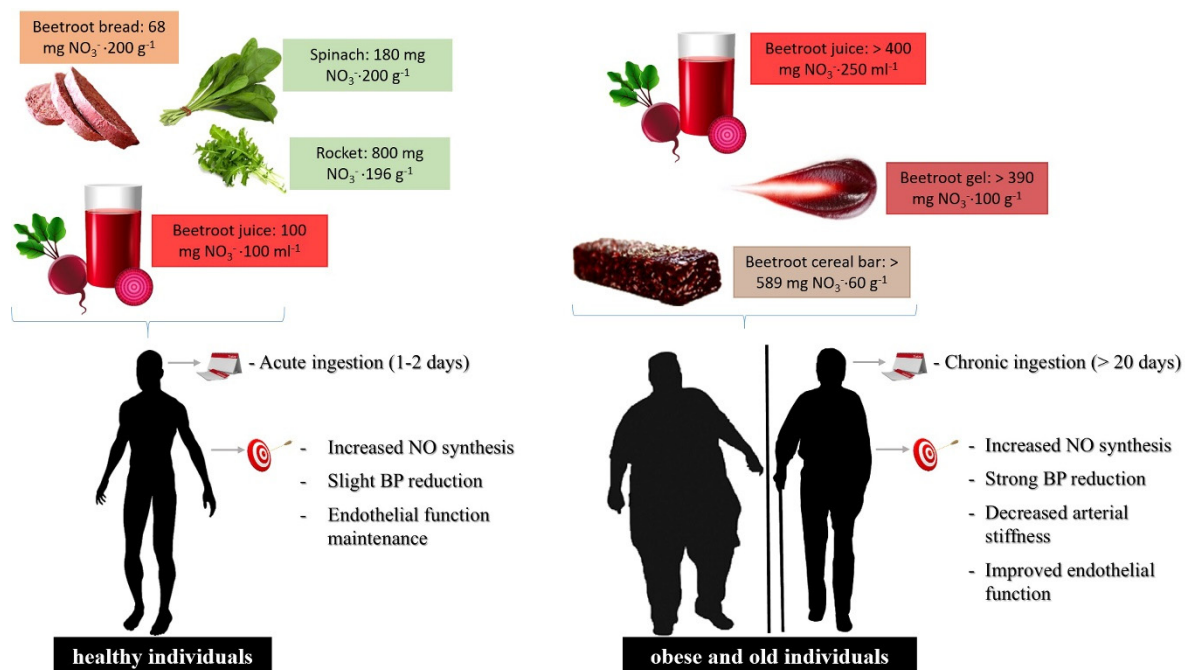 Beetroot bread: 68
mg NO₃⁻·200 g⁻¹
Spinach: 180 mg
NO₃⁻·200 g⁻¹
Rocket: 800 mg
NO₃⁻·196 g⁻¹
Beetroot juice: 100
mg NO₃⁻·100 ml⁻¹
- Acute ingestion (1-2 days)
- Increased NO synthesis
- Slight BP reduction
- Endothelial function
maintenance
healthy individuals
Beetroot juice: > 400
mg NO₃⁻·250 ml⁻¹
Beetroot gel: > 390
mg NO₃⁻·100 g⁻¹
Beetroot cereal bar: >
589 mg NO₃⁻·60 g⁻¹
- Chronic ingestion (> 20 days)
- Increased NO synthesis
- Strong BP reduction
- Decreased arterial
stiffness
- Improved endothelial
function
obese and old individuals